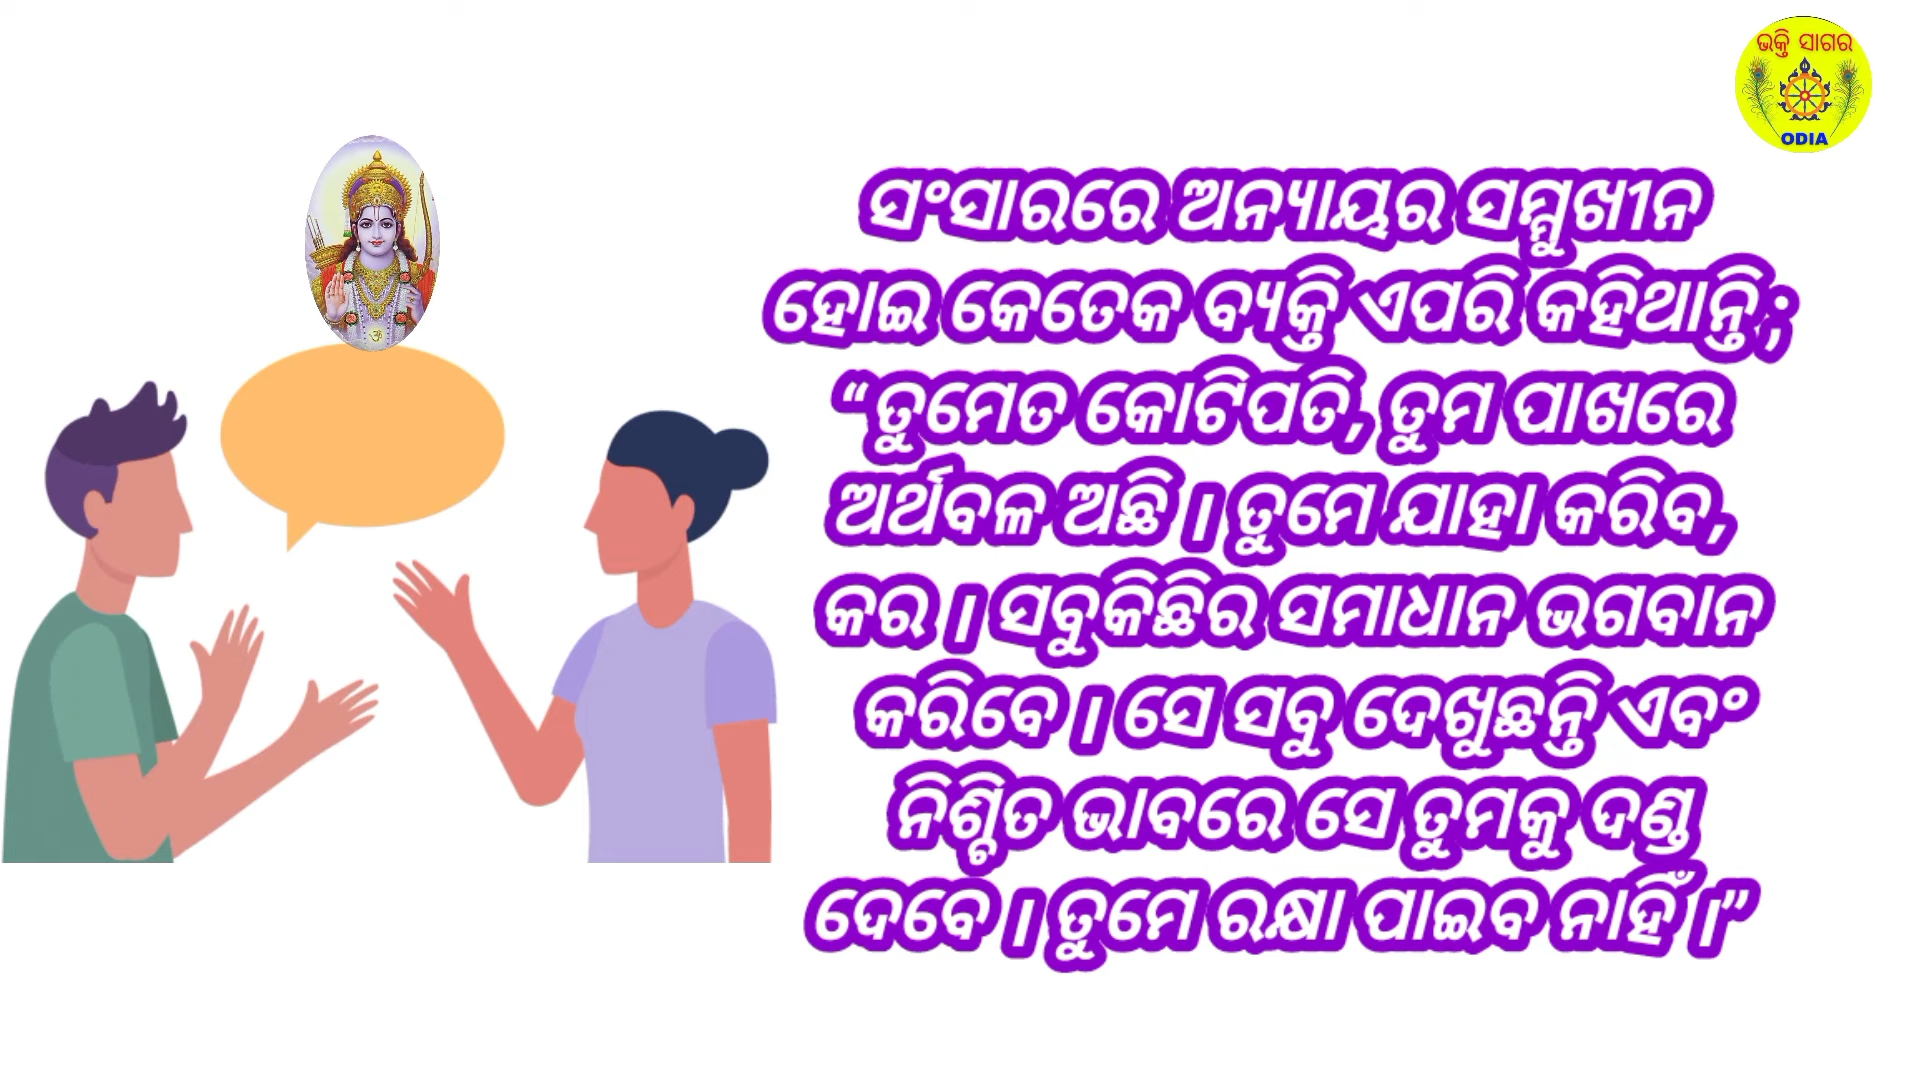 ଭକ୍ତି ସାଗର
ODIA
ସଂସାରରେ ଅନ୍ୟାୟର ସମ୍ମୁଖୀନ
ହୋଇ କେତେକ ବ୍ୟକ୍ତି ଏପରି କହିଥାନ୍ତି;
“ତୁମେତ କୋଟିପତି, ତୁମ ପାଖରେ
ଅର୍ଥବଳ ଅଛି । ତୁମେ ଯାହା କରିବ,
କର । ସବୁକିଛିର ସମାଧାନ ଭଗବାନ
କରିବେ । ସେ ସବୁ ଦେଖୁଛନ୍ତି ଏବଂ
ନିଶ୍ଚିତ ଭାବରେ ସେ ତୁମକୁ ଦଣ୍ଡ
ଦେବେ । ତୁମେ ରକ୍ଷା ପାଇବ ନାହିଁ ।”